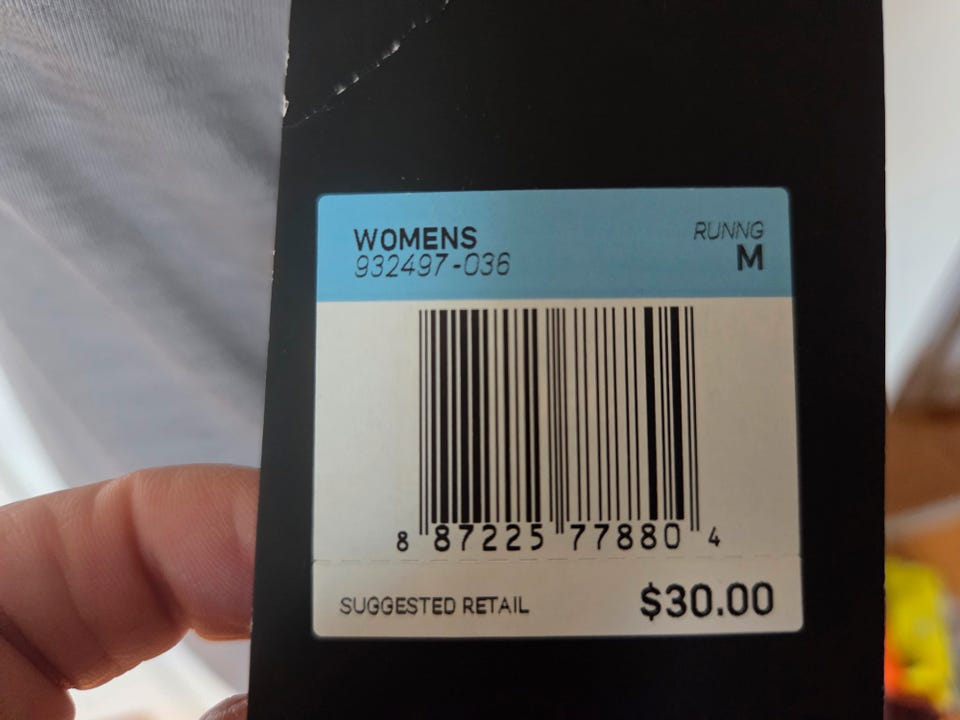 WOMENS RUNNG
932497-036 M
8 87225 77880 4
SUGGESTED RETAIL $30.00